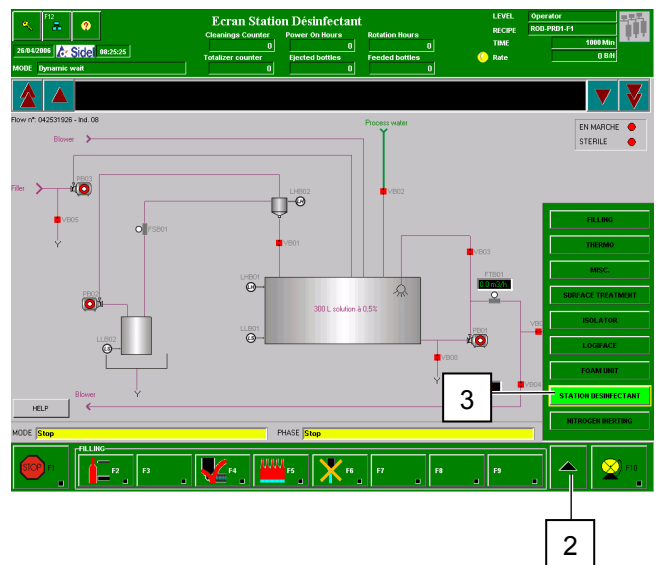 F12
?
Ecran Station Désinfectant
Cleanings Counter
0
Power On Hours
0
Rotation Hours
0
Totalizer counter
0
Ejected bottles
0
Feeded bottles
0
LEVEL Operator
RECIPE ROD-PRD1-F1
TIME 1000 Min
Rate 0 B/H
26/04/2006 Sidel 08:25:25
MODE Dynamic wait
Flow n°: 042531926 - Ind. 08
Process water
EN MARCHE
STERILE
Blower
Filler
PB03
LHB02
LH
VB02
VB05
FSB01
VB01
VB03
FTB01
0.0 m3/h
LHB01
LH
PB02
300 L solution à 0.5%
LLB02
LS
LLB01
LS
PB01
VB06
VB04
Blower
HELP
FILLING
THERMO
MISC.
SURFACE TREATMENT
ISOLATOR
LOGIFACE
FOAM UNIT
STATION DESINFECTANT
NITROGEN INERTING
3
MODE Stop
PHASE Stop
FILLING
STOP F1
F2
F3
F4
F5
F6
F7
F8
F9
F10
2